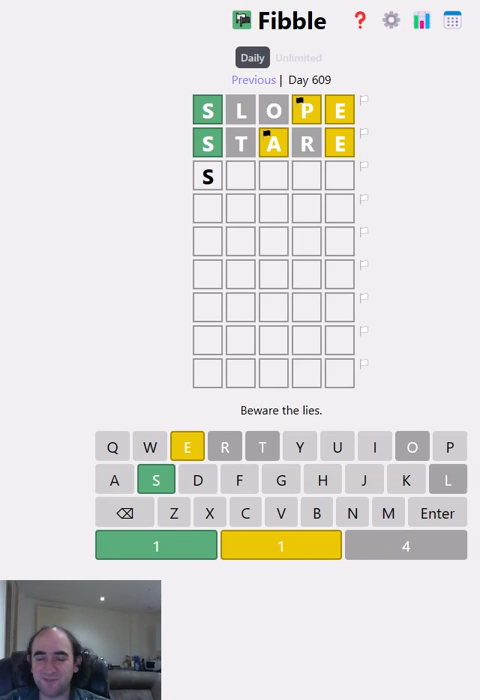 Fibble
Daily Unlimited
Previous | Day 609
S L O P E
S T A R E
S
Beware the lies.
Q W E R T Y U I O P
A S D F G H J K L
Z X C V B N M Enter
1 1 4